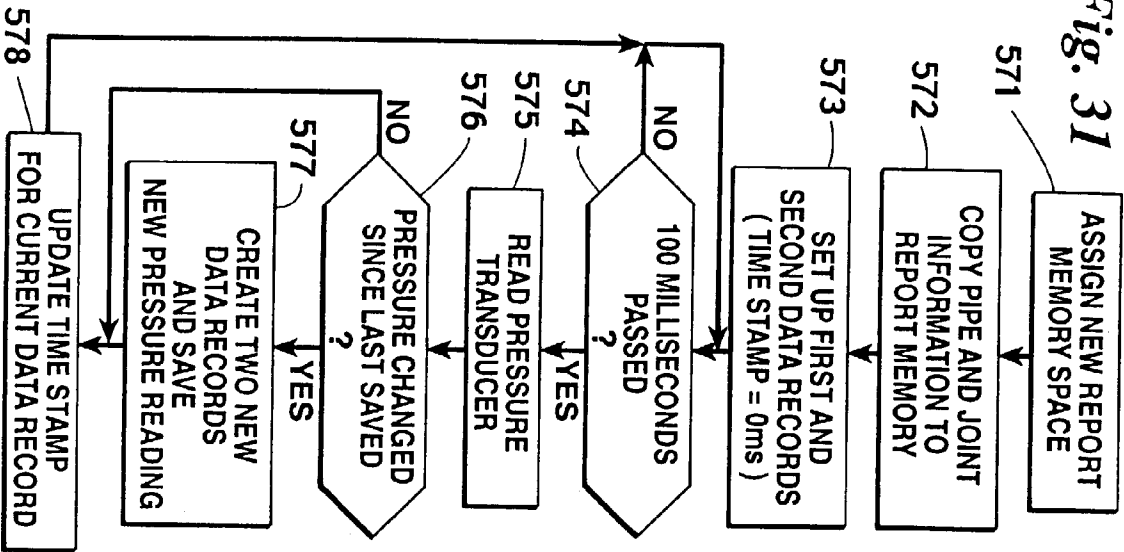 Fig. 31
571
ASSIGN NEW REPORT
MEMORY SPACE
572
COPY PIPE AND JOINT
INFORMATION TO
REPORT MEMORY
573
SET UP FIRST AND
SECOND DATA RECORDS
( TIME STAMP = 0ms )
574
NO
100 MILLISECONDS
PASSED
?
YES
575
READ PRESSURE
TRANSDUCER
576
NO
PRESSURE CHANGED
SINCE LAST SAVED
?
YES
577
CREATE TWO NEW
DATA RECORDS
AND SAVE
NEW PRESSURE READING
578
UPDATE TIME STAMP
FOR CURRENT DATA RECORD